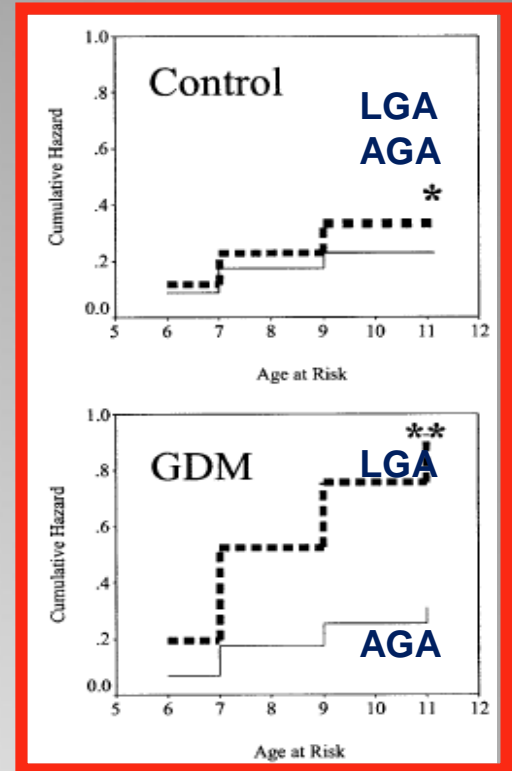 1.0
Control
.8
LGA
.6
AGA
.4
*
.2
0.0
5 6 7 8 9 10 11 12
Cumulative Hazard
Age at Risk
1.0
**
GDM
LGA
.8
.6
.4
.2
AGA
0.0
5 6 7 8 9 10 11 12
Cumulative Hazard
Age at Risk